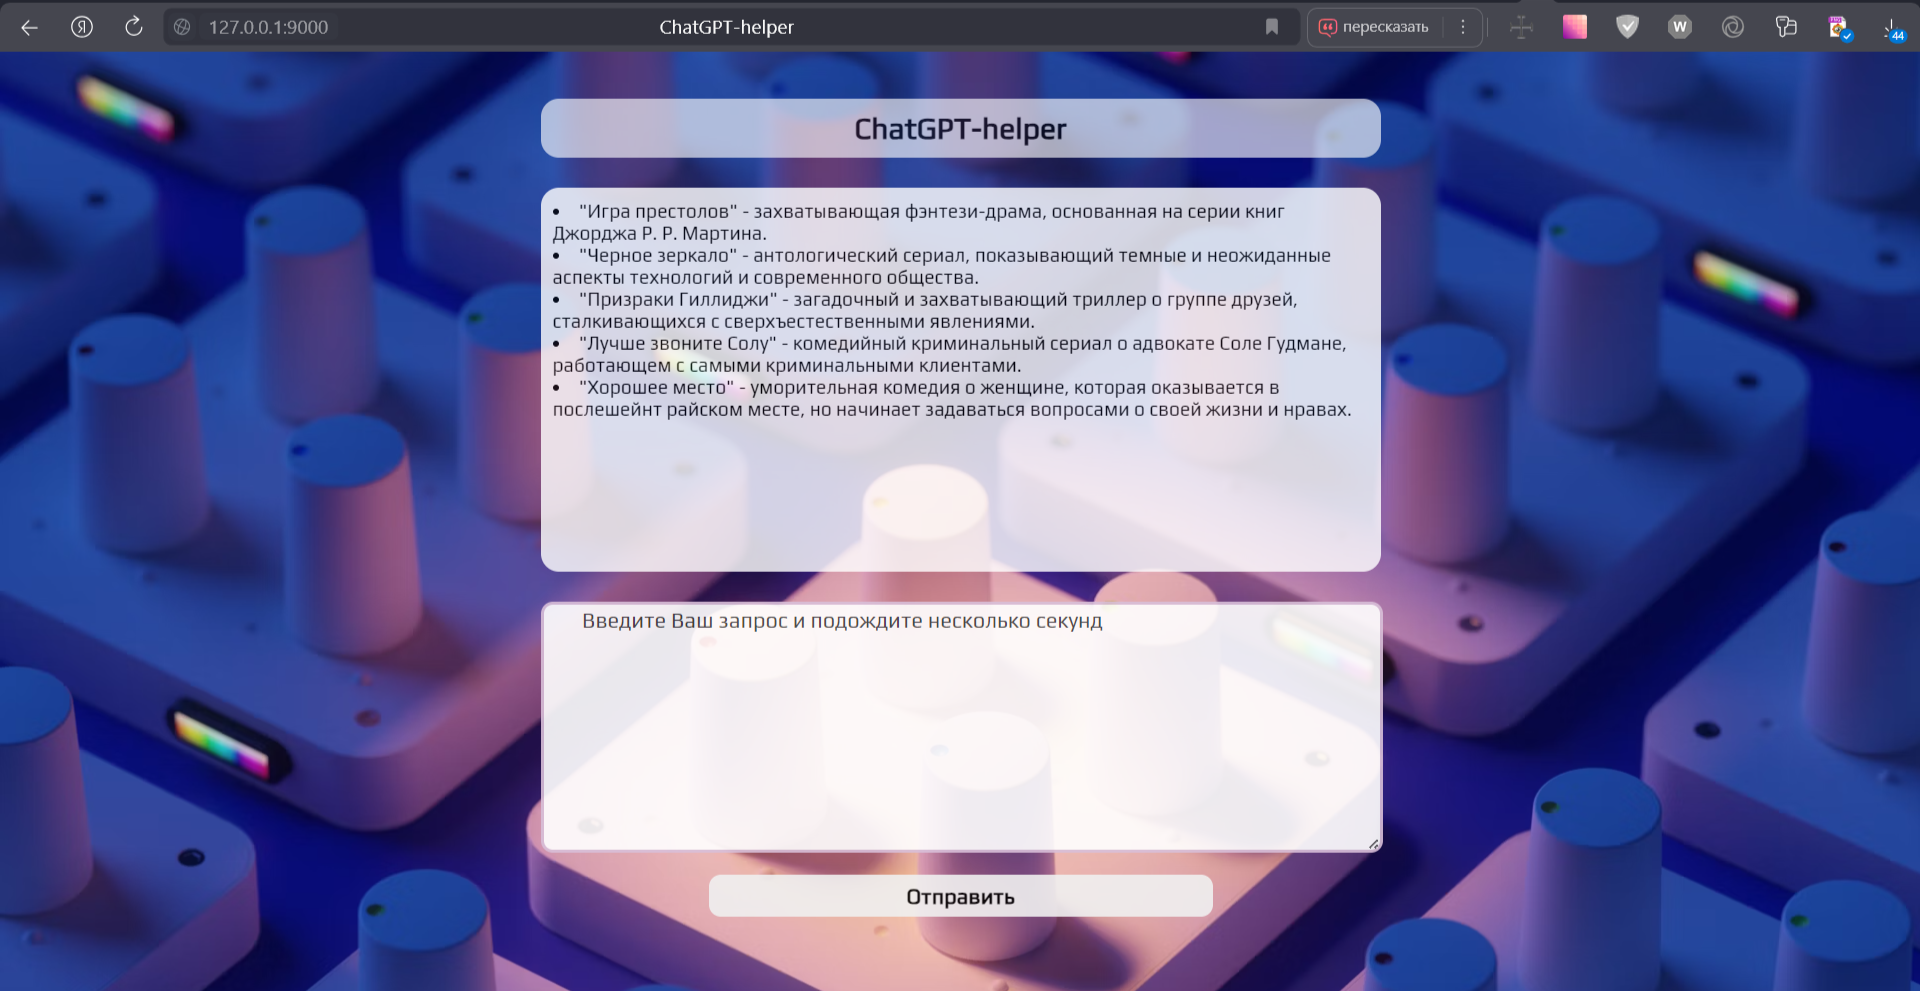 Я
127.0.0.1:9000
ChatGPT-helper
пересказать
W
44
ChatGPT-helper
• "Игра престолов" - захватывающая фэнтези-драма, основанная на серии книг
Джорджа Р. Р. Мартина.
• "Черное зеркало" - антологический сериал, показывающий темные и неожиданные
аспекты технологий и современного общества.
• "Призраки Гиллиджи" - загадочный и захватывающий триллер о группе друзей,
сталкивающихся с сверхъестественными явлениями.
• "Лучше звоните Солу" - комедийный криминальный сериал о адвокате Соле Гудмане,
работающем с самыми криминальными клиентами.
• "Хорошее место" - уморительная комедия о женщине, которая оказывается в
послешейнт райском месте, но начинает задаваться вопросами о своей жизни и нравах.
Введите Ваш запрос и подождите несколько секунд
Отправить